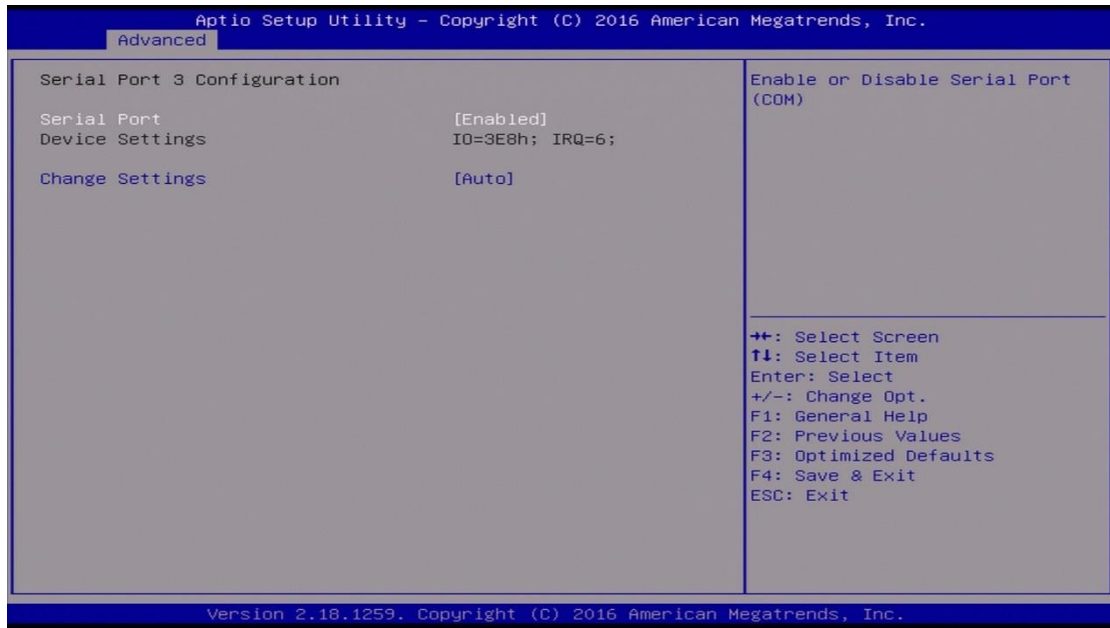 Aptio Setup Utility – Copyright (C) 2016 American Megatrends, Inc.
Advanced
Serial Port 3 Configuration
Serial Port [Enabled]
Device Settings IO=3E8h; IRQ=6;
Change Settings [Auto]
Enable or Disable Serial Port
(COM)
→←: Select Screen
↑↓: Select Item
Enter: Select
+/-: Change Opt.
F1: General Help
F2: Previous Values
F3: Optimized Defaults
F4: Save & Exit
ESC: Exit
Version 2.18.1259. Copyright (C) 2016 American Megatrends, Inc.